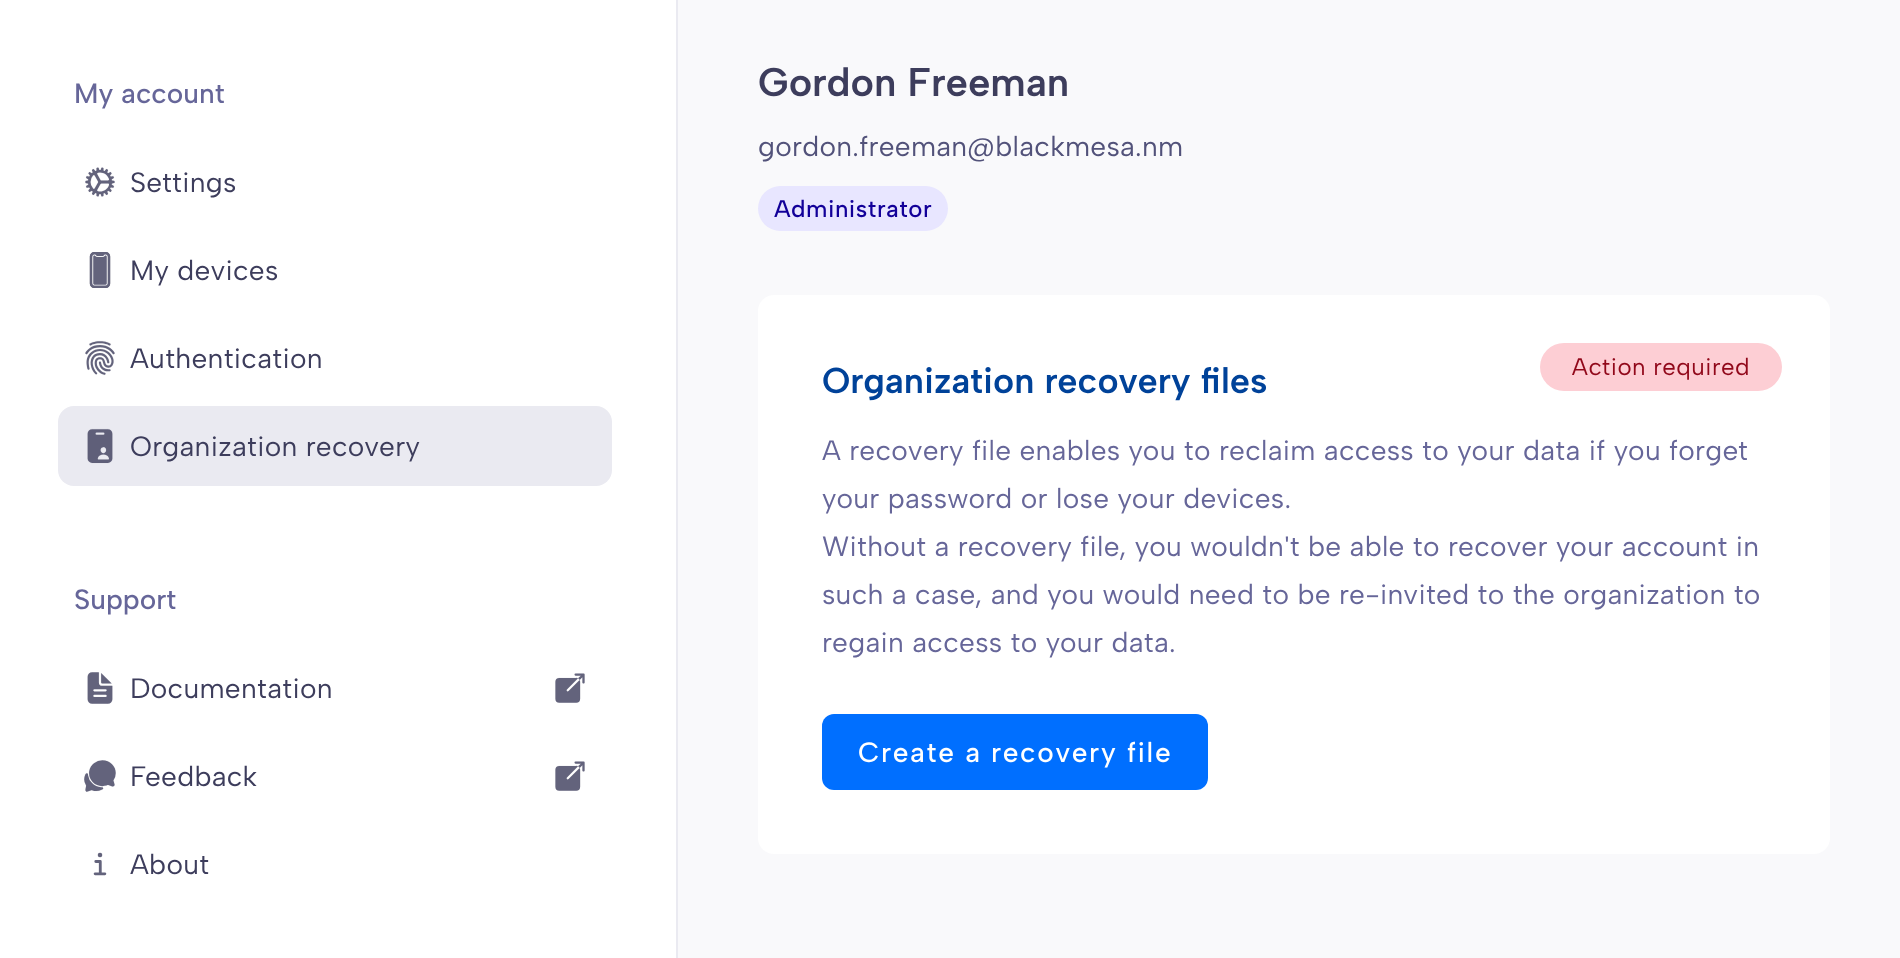 My account
Settings
My devices
Authentication
Organization recovery
Support
Documentation
Feedback
About
Gordon Freeman
gordon.freeman@blackmesa.nm
Administrator
Organization recovery files
Action required
A recovery file enables you to reclaim access to your data if you forget
your password or lose your devices.
Without a recovery file, you wouldn't be able to recover your account in
such a case, and you would need to be re-invited to the organization to
regain access to your data.
Create a recovery file